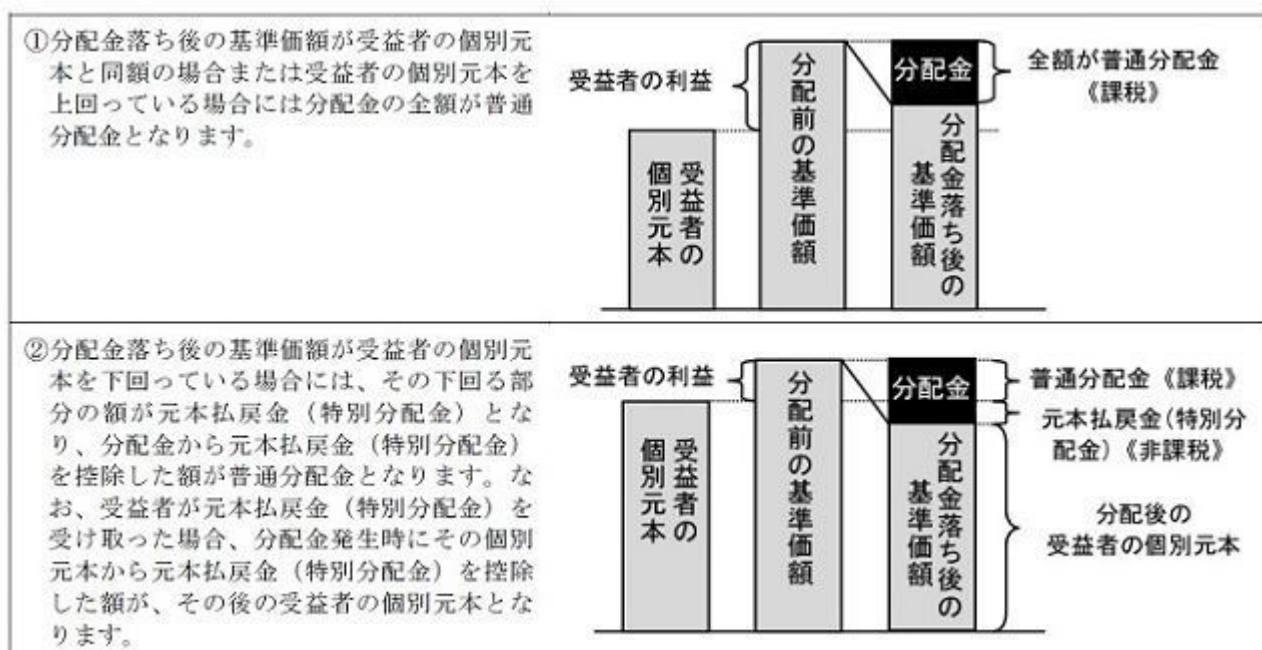 ①分配金落ち後の基準価額が受益者の個別元
本と同額の場合または受益者の個別元本を
上回っている場合には分配金の全額が普通
分配金となります。
受益者の利益
受益者の
個別元本
分配前の基準価額
分配金
分配金落ち後の
基準価額
全額が普通分配金
《課税》
②分配金落ち後の基準価額が受益者の個別元
本を下回っている場合には、その下回る部
分の額が元本払戻金（特別分配金）とな
り、分配金から元本払戻金（特別分配金）
を控除した額が普通分配金となります。な
お、受益者が元本払戻金（特別分配金）を
受け取った場合、分配金発生時にその個別
元本から元本払戻金（特別分配金）を控除
した額が、その後の受益者の個別元本とな
ります。
受益者の利益
受益者の
個別元本
分配前の基準価額
分配金
分配金落ち後の
基準価額
普通分配金《課税》
元本払戻金(特別分
配金)《非課税》
分配後の
受益者の個別元本